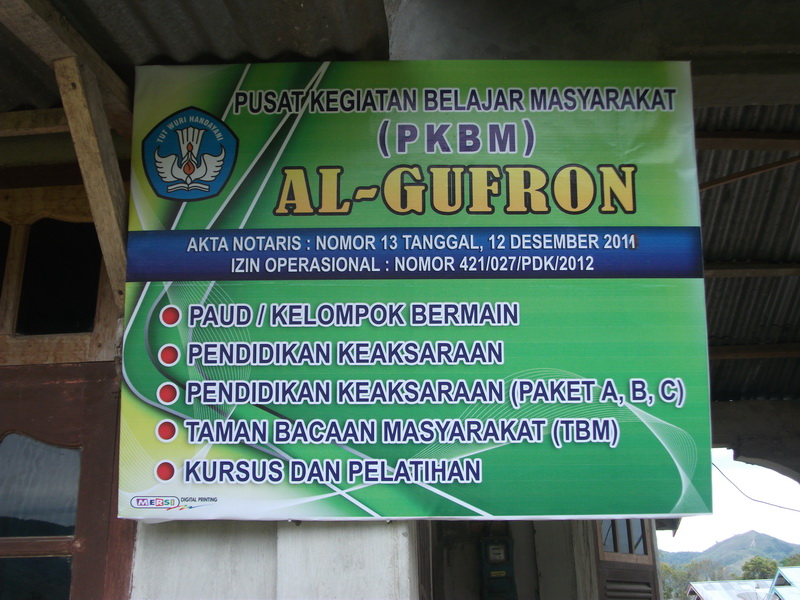 PUSAT KEGIATAN BELAJAR MASYARAKAT
(PKBM)
TUT WURI HANDAYANI
AL-GUFRON
AKTA NOTARIS : NOMOR 13 TANGGAL, 12 DESEMBER 2011
IZIN OPERASIONAL : NOMOR 421/027/PDK/2012
PAUD / KELOMPOK BERMAIN
PENDIDIKAN KEAKSARAAN
PENDIDIKAN KEAKSARAAN (PAKET A, B, C)
TAMAN BACAAN MASYARAKAT (TBM)
KURSUS DAN PELATIHAN
MERSI DIGITAL PRINTING